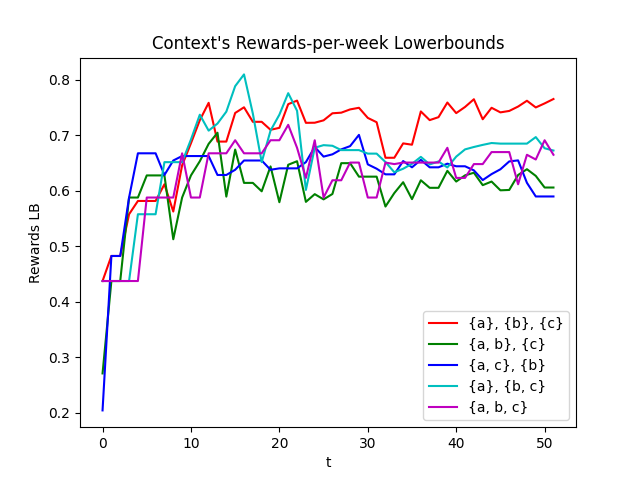 Context's Rewards-per-week Lowerbounds
Rewards LB
0.8
0.7
0.6
0.5
0.4
0.3
0.2
0 10 20 30 40 50
t
{a}, {b}, {c}
{a, b}, {c}
{a, c}, {b}
{a}, {b, c}
{a, b, c}